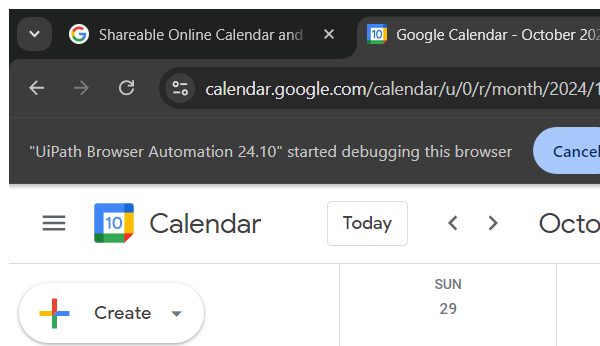 Shareable Online Calendar and
Google Calendar - October 202
calendar.google.com/calendar/u/0/r/month/2024/1
"UiPath Browser Automation 24.10" started debugging this browser
Cancel
10
Calendar
Today
Octo
Create
SUN
29